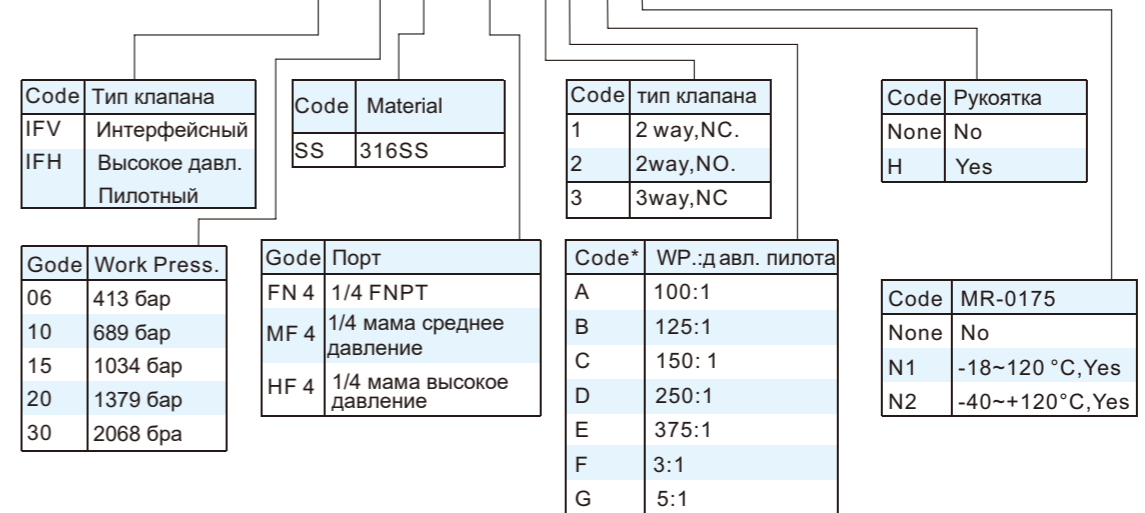 Code Тип клапана
IFV Интерфейсный
IFH Высокое давл.
Пилотный
Code Material
SS 316SS
Code тип клапана
1 2 way,NC.
2 2way,NO.
3 3way,NC
Code Рукоятка
None No
H Yes
Gode Work Press.
06 413 бар
10 689 бар
15 1034 бар
20 1379 бар
30 2068 бра
Gode Порт
FN 4 1/4 FNPT
MF 4 1/4 мама среднее
давление
HF 4 1/4 мама высокое
давление
Code* WP.:д авл. пилота
A 100:1
B 125:1
C 150: 1
D 250:1
E 375:1
F 3:1
G 5:1
Code MR-0175
None No
N1 -18~120 °C,Yes
N2 -40~+120°C,Yes